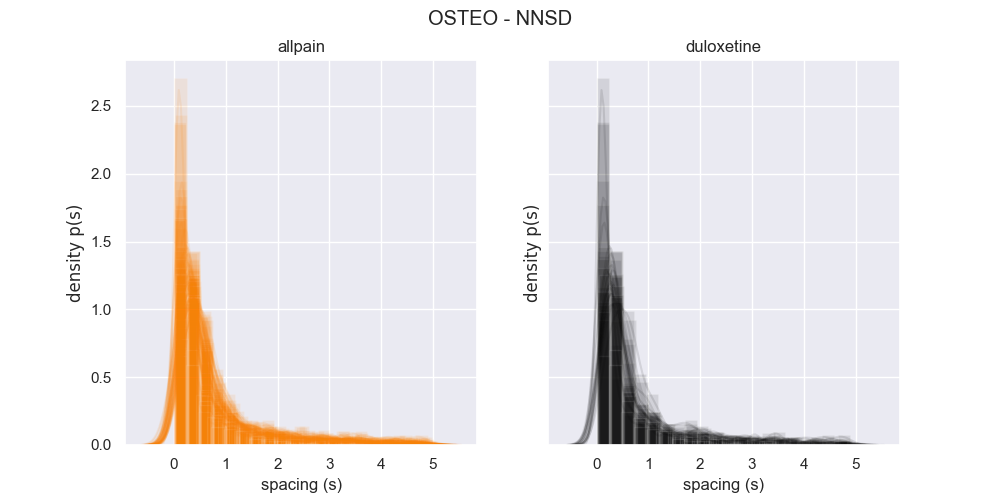 OSTEO - NNSD
allpain
duloxetine
density p(s)
2.5
2.0
1.5
1.0
0.5
0.0
0 1 2 3 4 5
spacing (s)
density p(s)
0 1 2 3 4 5
spacing (s)